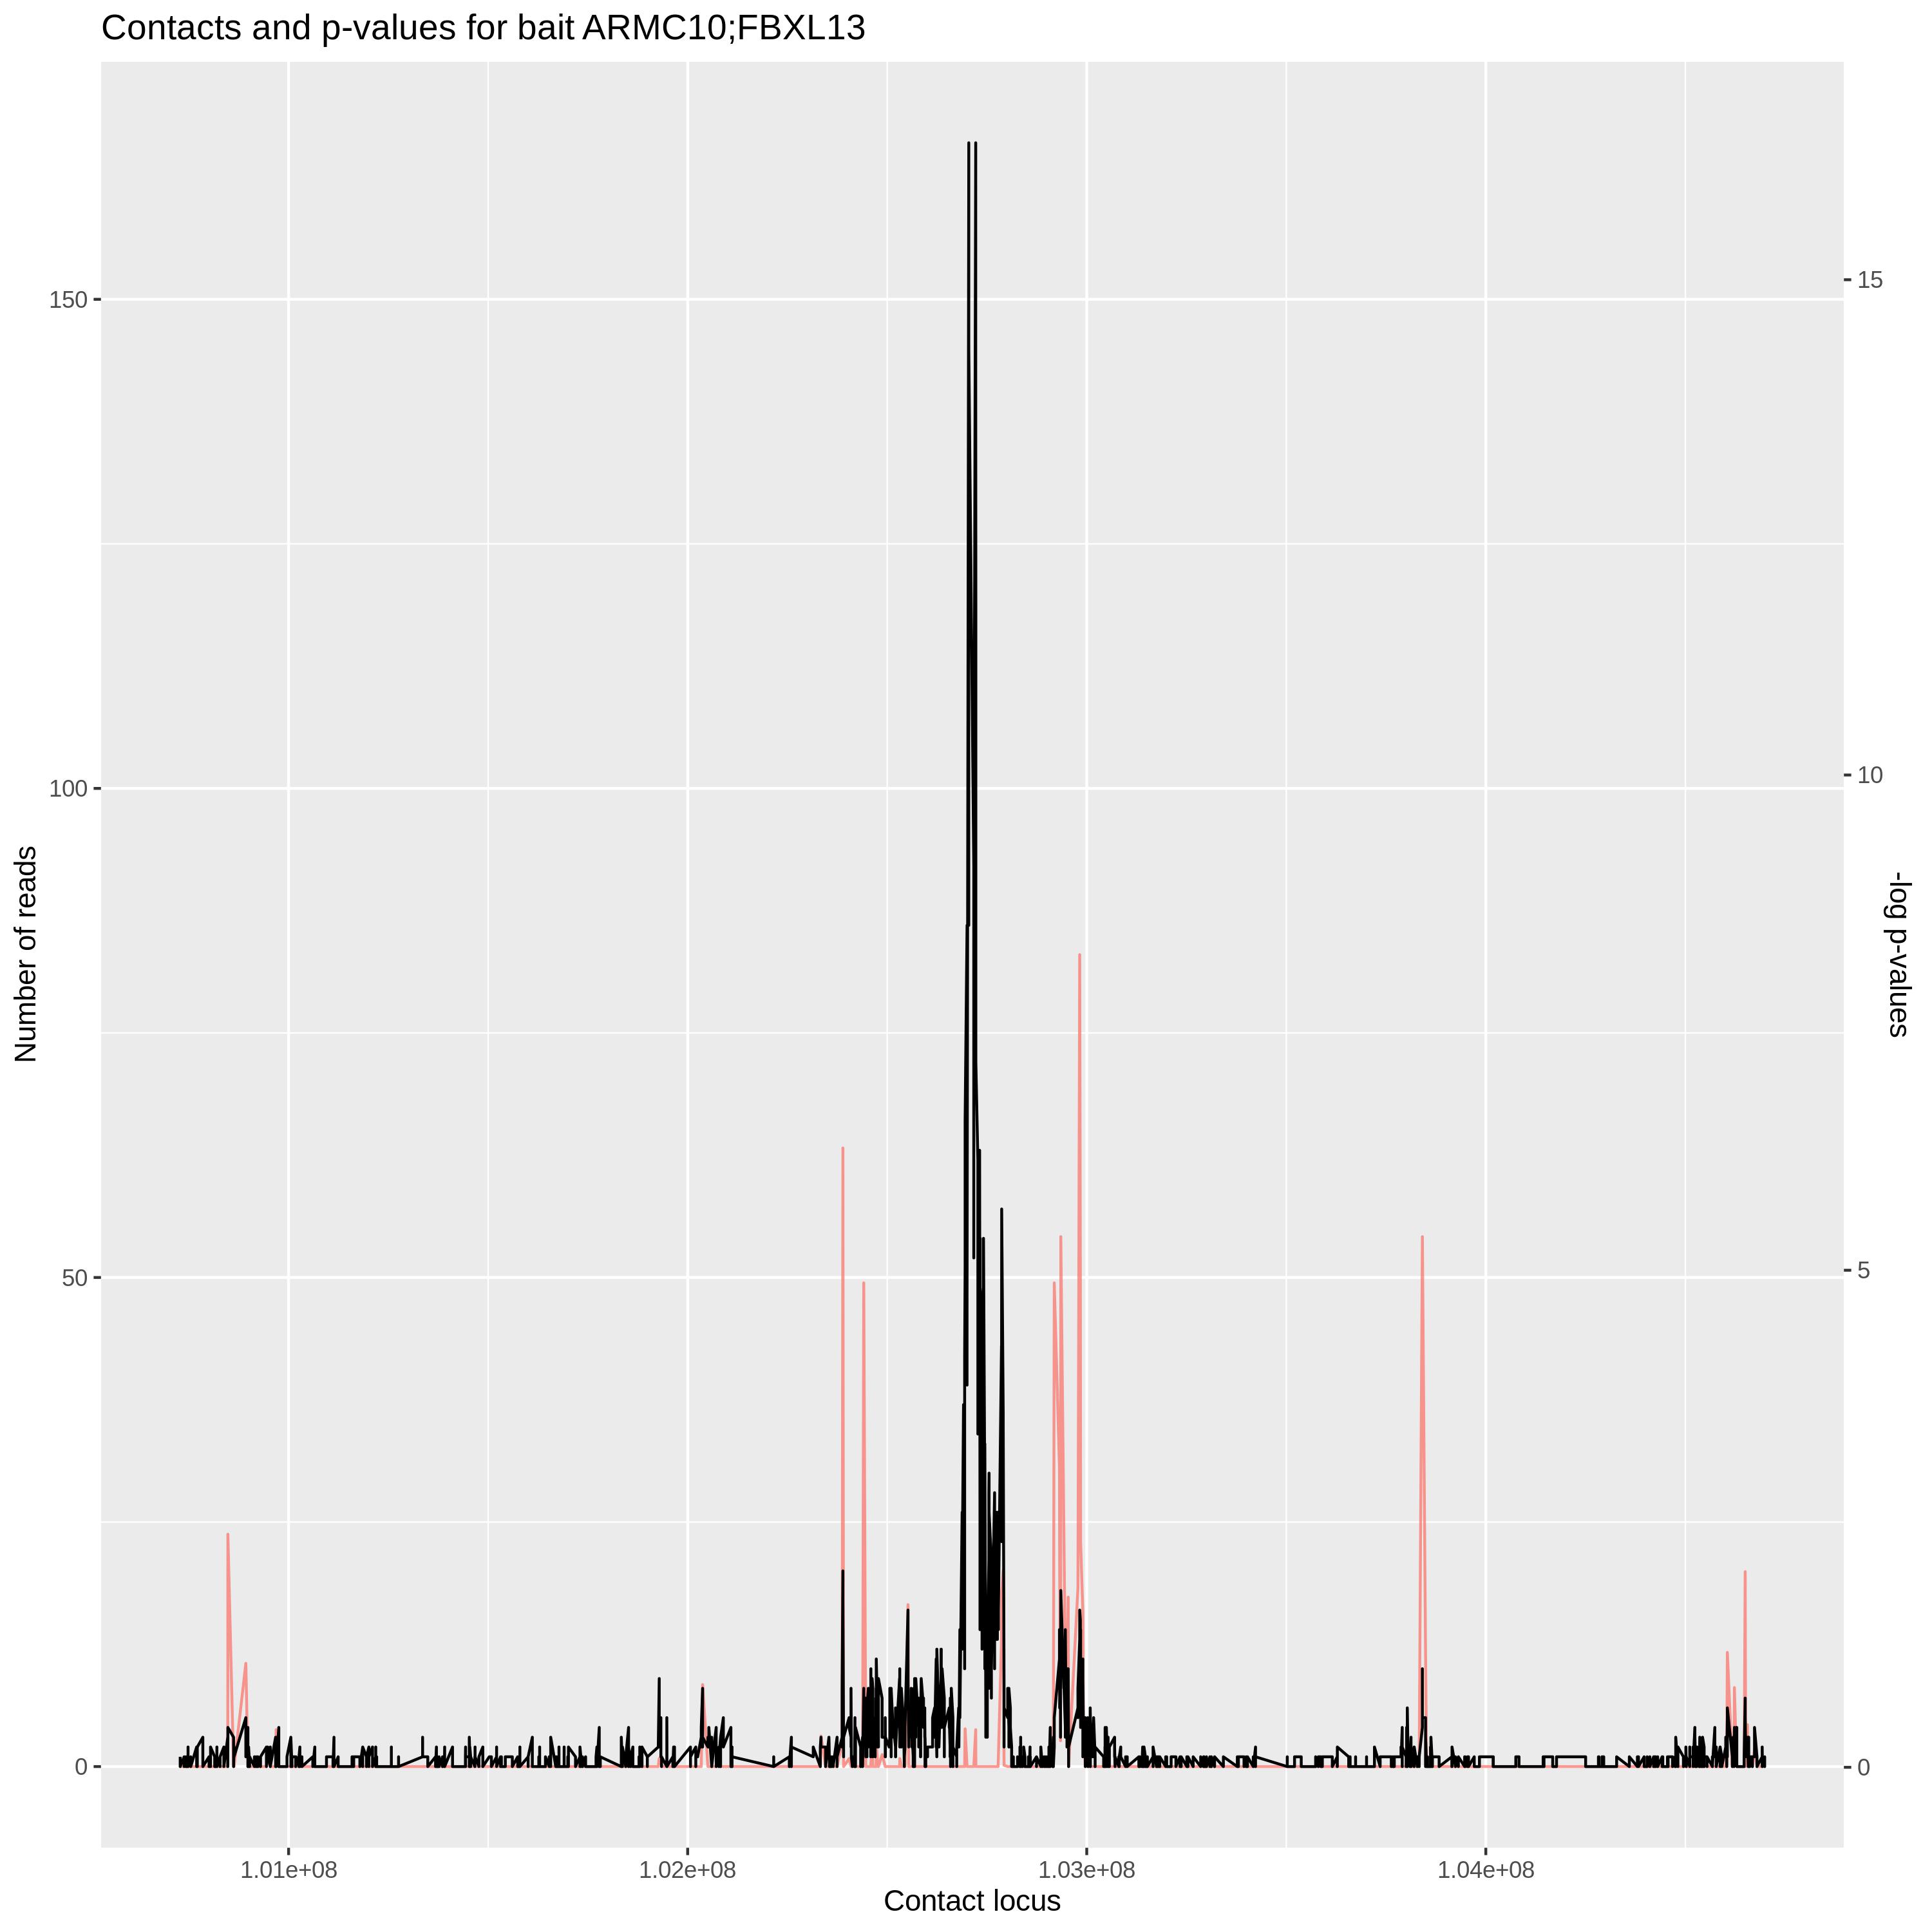 Contacts and p-values for bait ARMC10;FBXL13
150
100
50
0
Number of reads
15
10
5
0
-log p-values
1.01e+08
1.02e+08
1.03e+08
1.04e+08
Contact locus